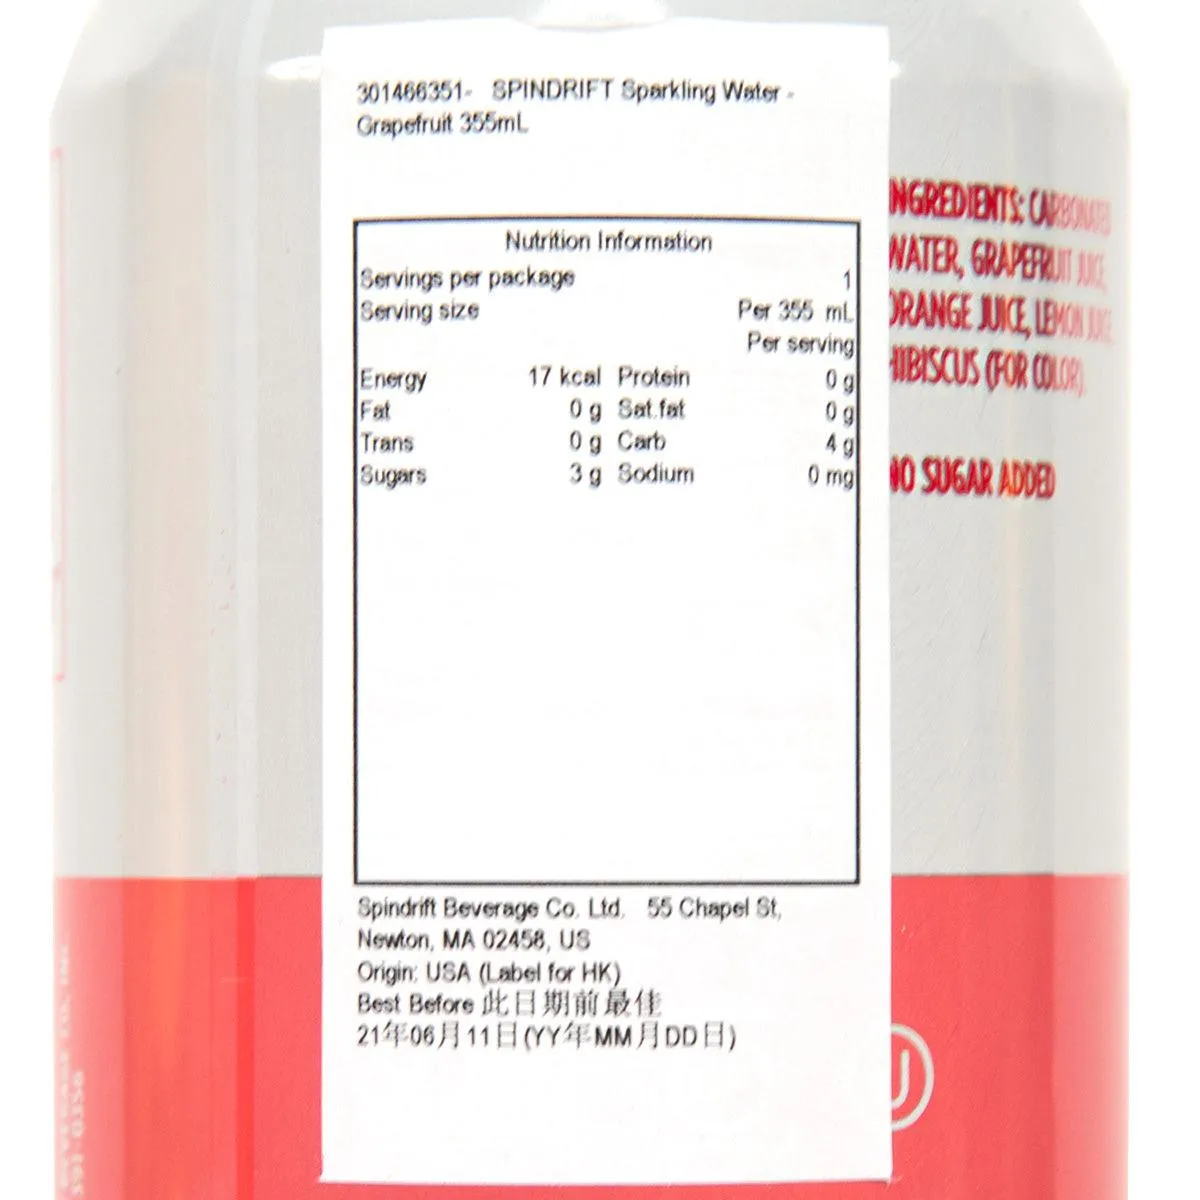 301466351- SPINDRIFT Sparkling Water -
Grapefruit 355mL
Nutrition Information
Servings per package 1
Serving size Per 355 mL
Per serving
Energy 17 kcal Protein 0 g
Fat 0 g Sat.fat 0 g
Trans 0 g Carb 4 g
Sugars 3 g Sodium 0 mg
Spindrift Beverage Co. Ltd. 55 Chapel St,
Newton, MA 02458, US
Origin: USA (Label for HK)
Best Before 此日期前最佳
21年06月11日(YY年MM月DD日)
INGREDIENTS: CARBONATED
WATER, GRAPEFRUIT JUICE,
ORANGE JUICE, LEMON JUICE
HIBISCUS (FOR COLOR).
NO SUGAR ADDED
U